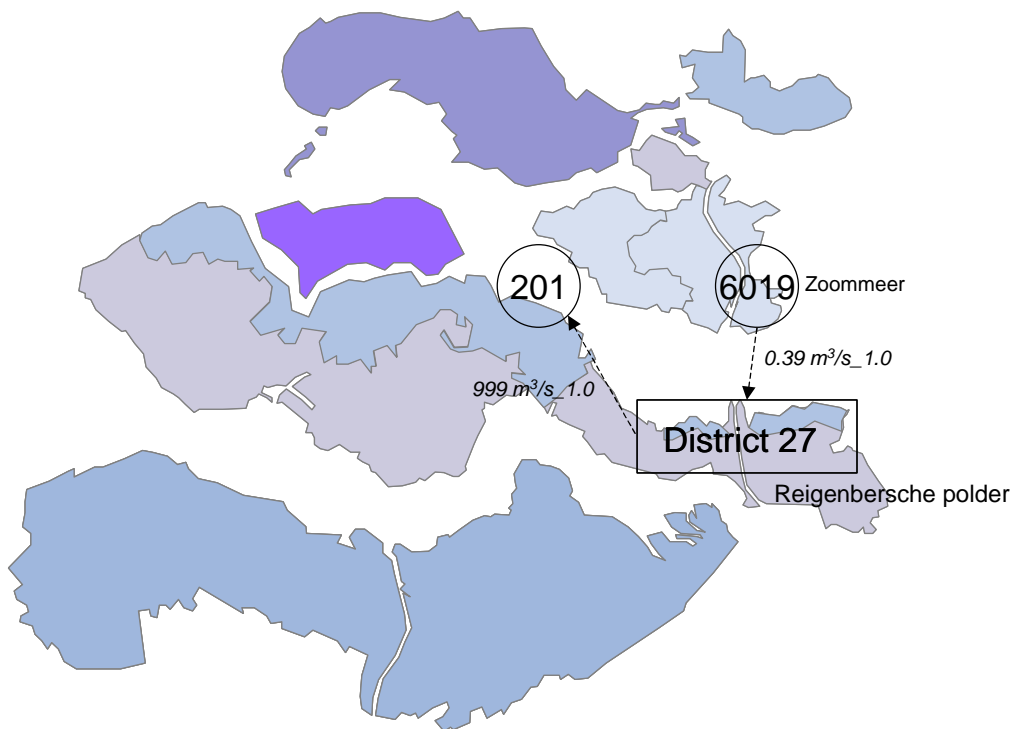 201
6019
Zoommeer
0.39 m³/s_1.0
999 m³/s_1.0
District 27
Reigenbersche polder